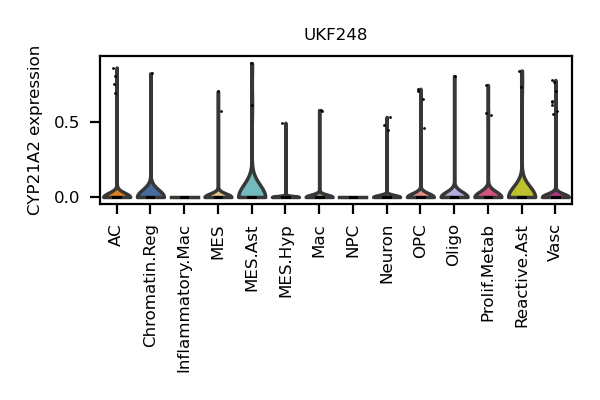 UKF248
CYP21A2 expression
0.5
0.0
AC
Chromatin.Reg
Inflammatory.Mac
MES
MES.Ast
MES.Hyp
Mac
NPC
Neuron
OPC
Oligo
Prolif.Metab
Reactive.Ast
Vasc